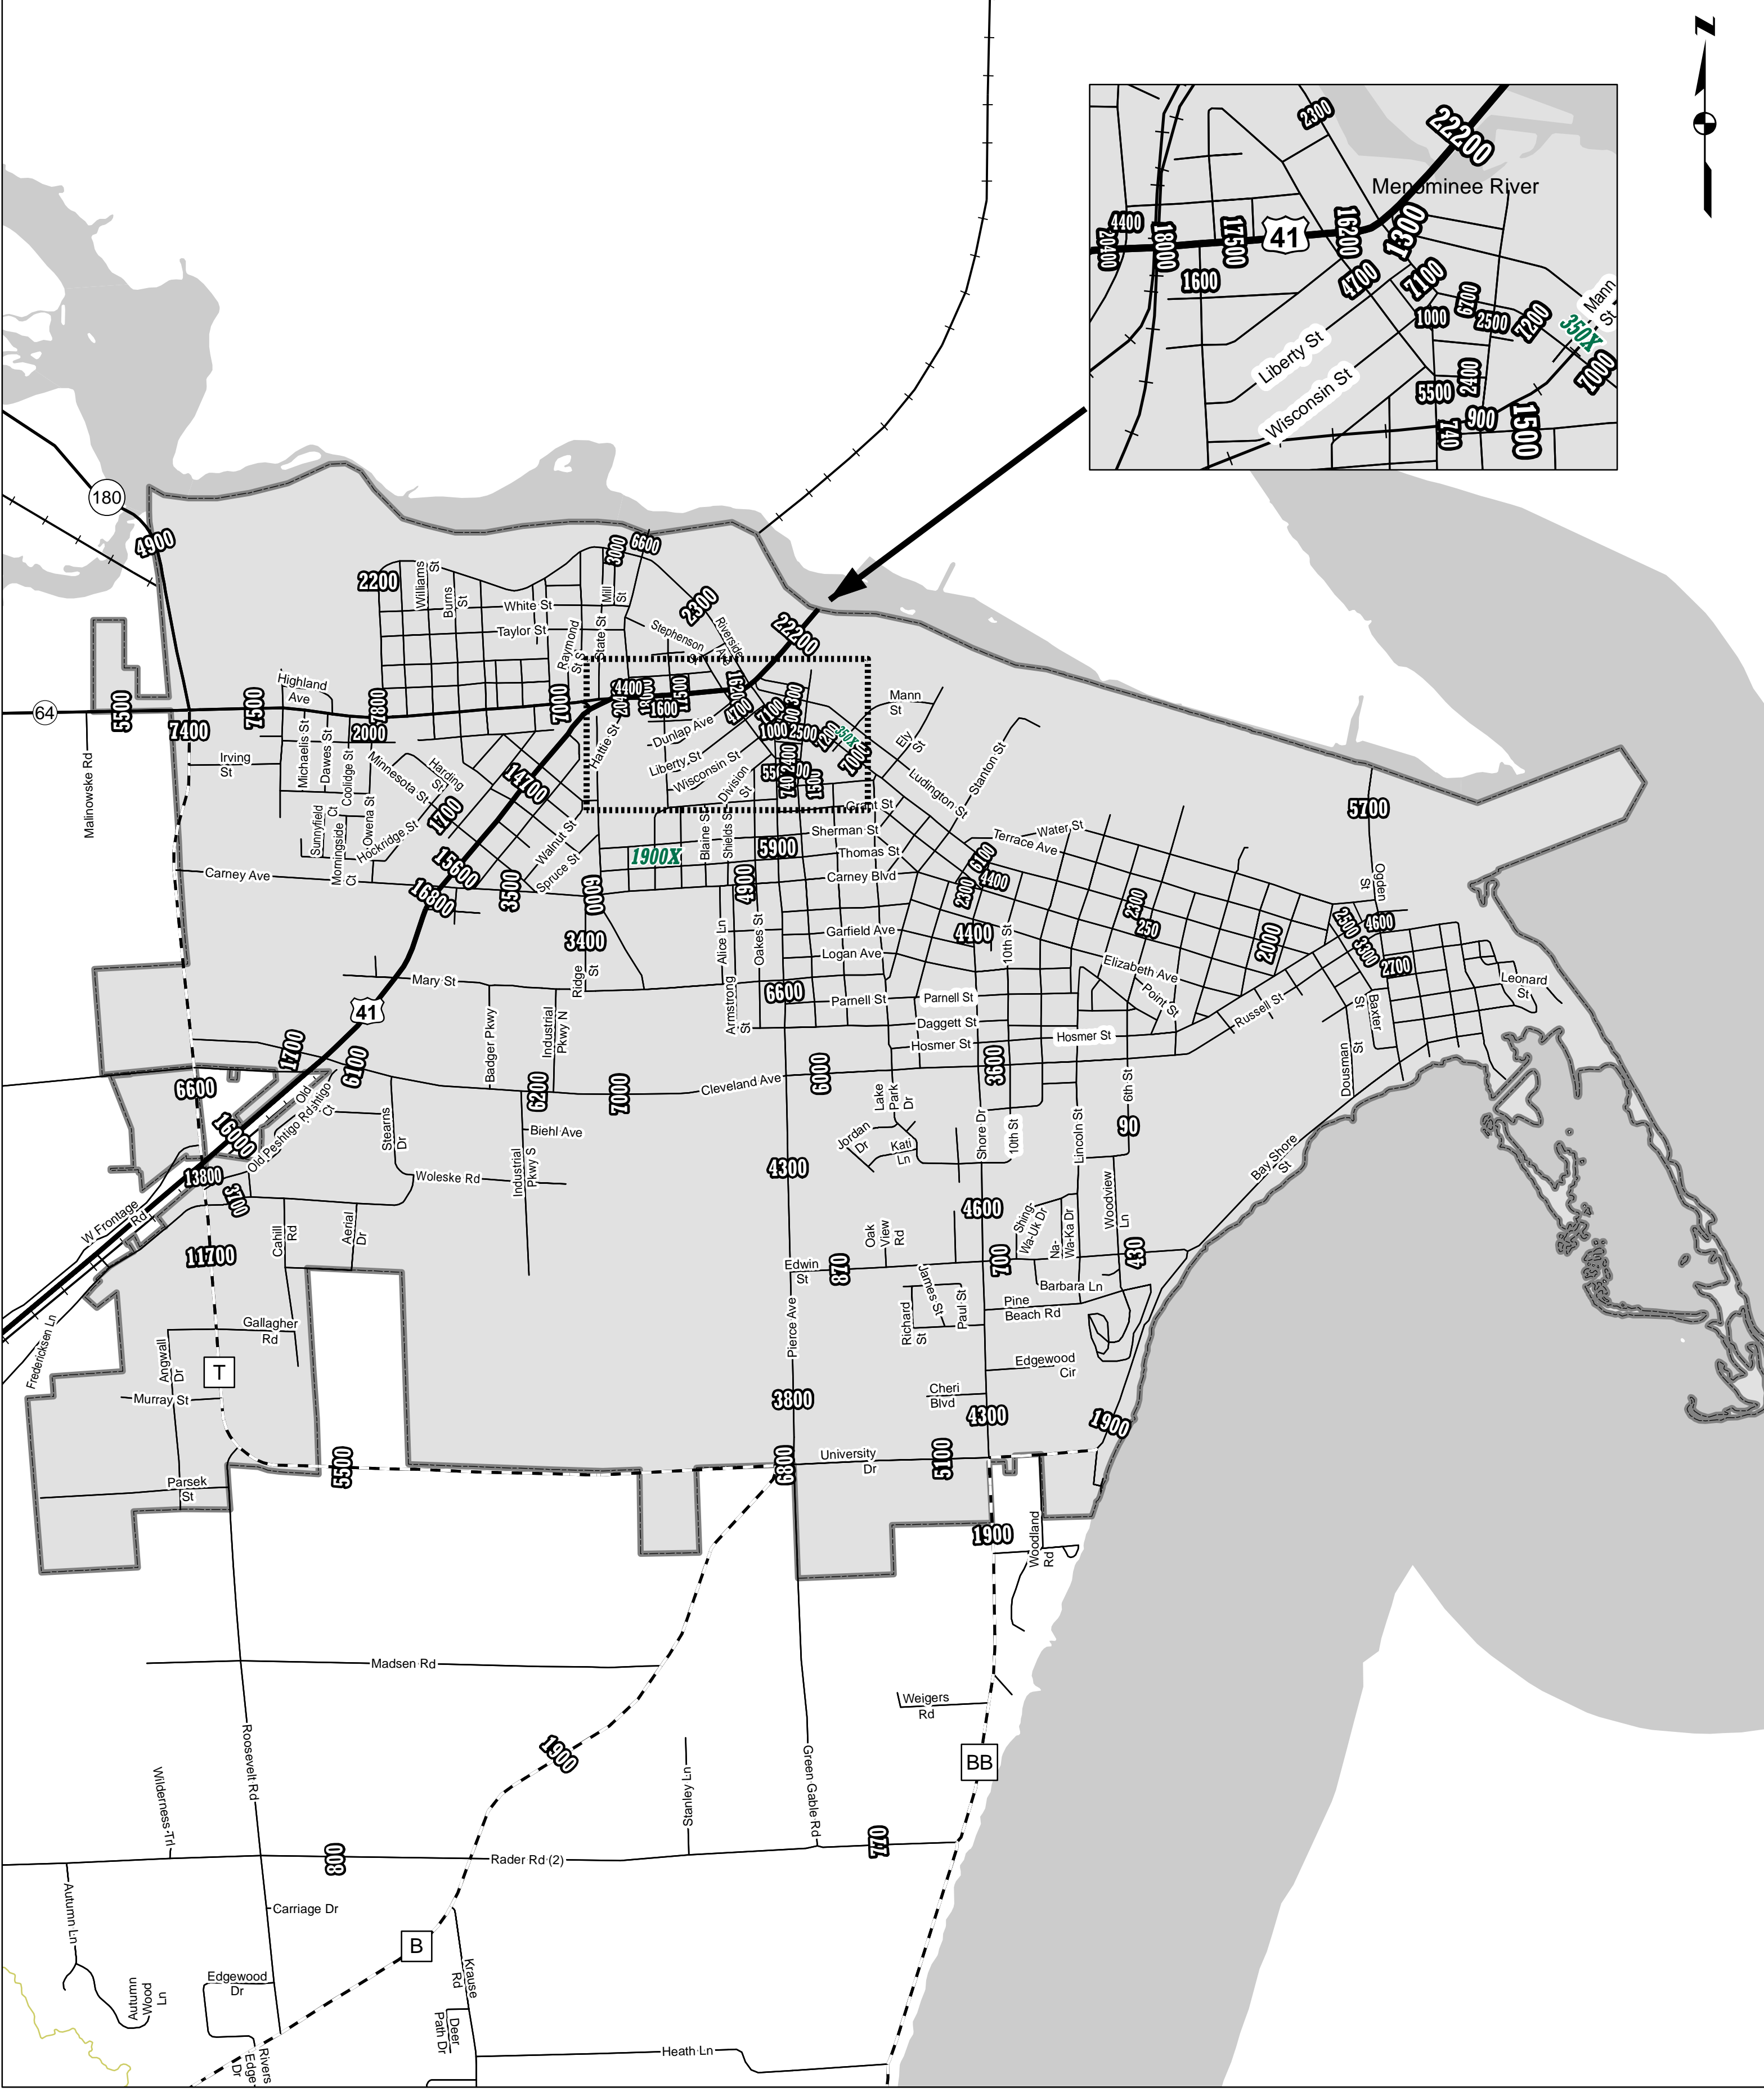 N
2300
22200
Menominee River
4400
20400
18000
17500
41
16200
1300
1600
4700
7100
6700
1000
2500
7200
Mann
St
350X
7000
Liberty St
Wisconsin St
5500
2400
740
900
1500
180
4900
2200
Williams
St
Burns
St
White St
Taylor St
Raymond
St
State St
Mill
St
3000
6600
2300
Stephenson
St
Riverside
Ave
22200
64
5500
7400
7500
Highland
Ave
7800
2000
7000
4400
1600
4700
7100
1000
2500
7200
350X
7000
2400
1500
Mann
St
Ely
St
Stanton St
Ludington St
Malinowske Rd
Irving
St
Michaelis St
Dawes St
Coolidge St
Minnesota St
Harding
St
Hattie St
Dunlap Ave
Liberty St
Wisconsin St
Division
St
14700
1700
Sunnyfield
Ct
Morningside
Ct
Owena St
Hockridge St
Walnut St
Spruce St
1900X
Blaine St
Shields St
Grant St
Sherman St
5900
Thomas St
Carney Blvd
Carney Ave
15600
16800
3500
6000
4900
Terrace Ave
Water St
6100
4400
2300
2300
250
5700
Ogden
St
2500
4600
3300
2700
2000
3400
Ridge
St
Alice Ln
Oakes St
Garfield Ave
Logan Ave
4400
10th St
Elizabeth Ave
Point St
Russell St
Leonard
St
Mary St
6600
Armstrong
St
Parnell St
Parnell St
Daggett St
Hosmer St
Hosmer St
Baxter
St
Dousman
St
41
1700
6100
6600
Badger Pkwy
Industrial
Pkwy N
6200
7000
Cleveland Ave
6000
3600
Lake
Park
Dr
6th St
90
Old
Peshtigo
Ct
Old Peshtigo Rd
16000
13800
3700
Stearns
Dr
Biehl Ave
Woleske Rd
Industrial
Pkwy S
4300
Jordan
Dr
Kati
Ln
Shore Dr
10th St
Lincoln St
Bay Shore
St
W Frontage
Rd
11700
Cahill
Rd
Aerial
Dr
4600
Oak
View
Rd
Shing-
Wa-Uk Dr
Na-
Wa-Ka Dr
Woodview
Ln
430
700
870
Edwin
St
Barbara Ln
Pine
Beach Rd
James St
Paul St
Richard
St
Pierce Ave
Gallagher
Rd
Fredericksen Ln
Angwall
Dr
T
Murray St
Edgewood
Cir
Cheri
Blvd
3800
4300
1900
University
Dr
5500
6800
5100
Parsek
St
1900
Woodland
Rd
Madsen Rd
Weigers
Rd
Roosevelt Rd
1900
BB
Green Gable Rd
Stanley Ln
Wilderness Trl
800
Rader Rd (2)
770
Autumn Ln
Carriage Dr
B
Krause
Rd
Edgewood
Dr
Autumn
Wood
Ln
Deer
Path Dr
Rivers
Edge
Dr
Heath Ln